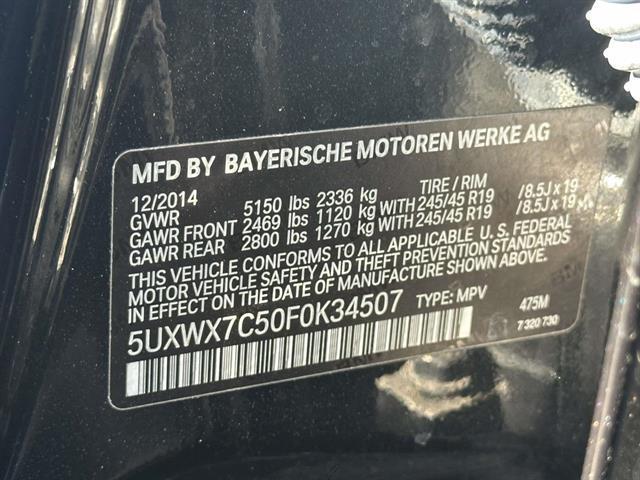 MFD BY BAYERISCHE MOTOREN WERKE AG
12/2014 TIRE / RIM
GVWR 5150 lbs 2336 kg
GAWR FRONT 2469 lbs 1120 kg WITH 245/45 R19 /8.5J x 19
GAWR REAR 2800 lbs 1270 kg WITH 245/45 R19 /8.5J x 19
THIS VEHICLE CONFORMS TO ALL APPLICABLE U. S. FEDERAL
MOTOR VEHICLE SAFETY AND THEFT PREVENTION STANDARDS
IN EFFECT ON THE DATE OF MANUFACTURE SHOWN ABOVE.
5UXWX7C50F0K34507 TYPE: MPV 475M
7 320 730